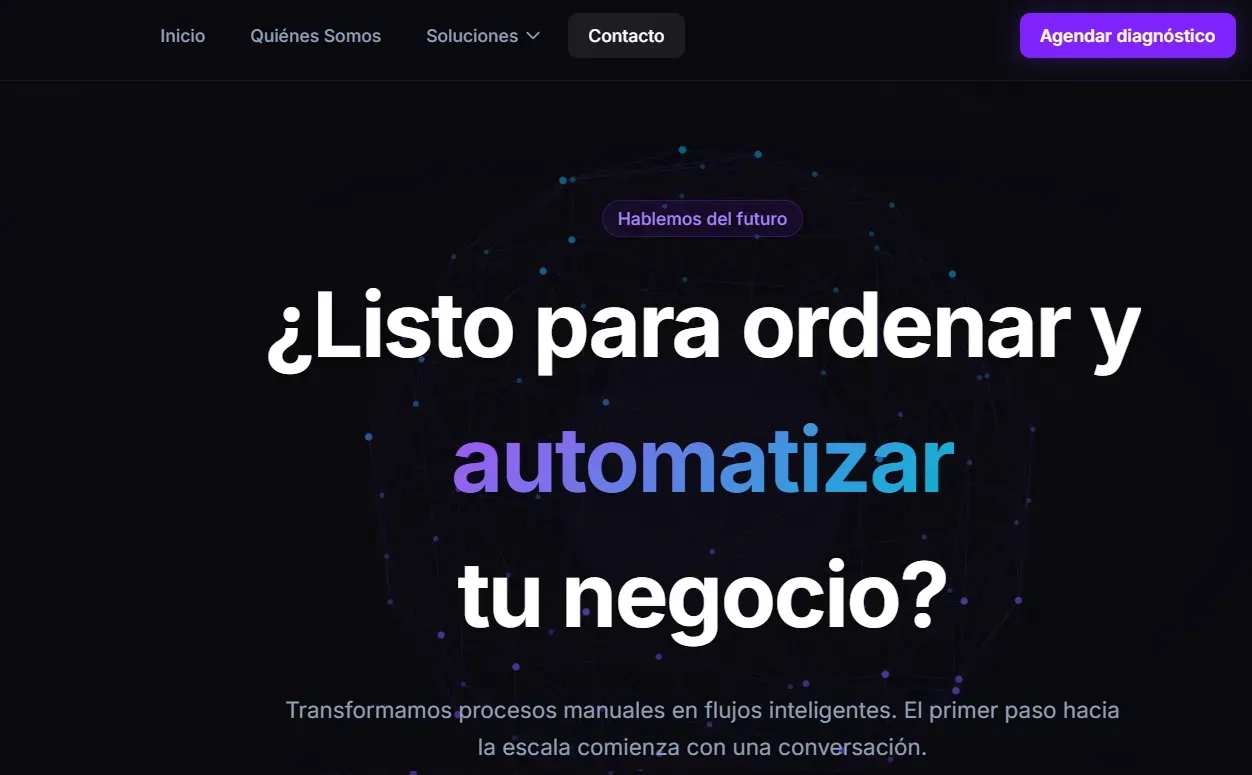 Inicio Quiénes Somos Soluciones Contacto Agendar diagnóstico
Hablemos del futuro
¿Listo para ordenar y
automatizar
tu negocio?
Transformamos procesos manuales en flujos inteligentes. El primer paso hacia
la escala comienza con una conversación.